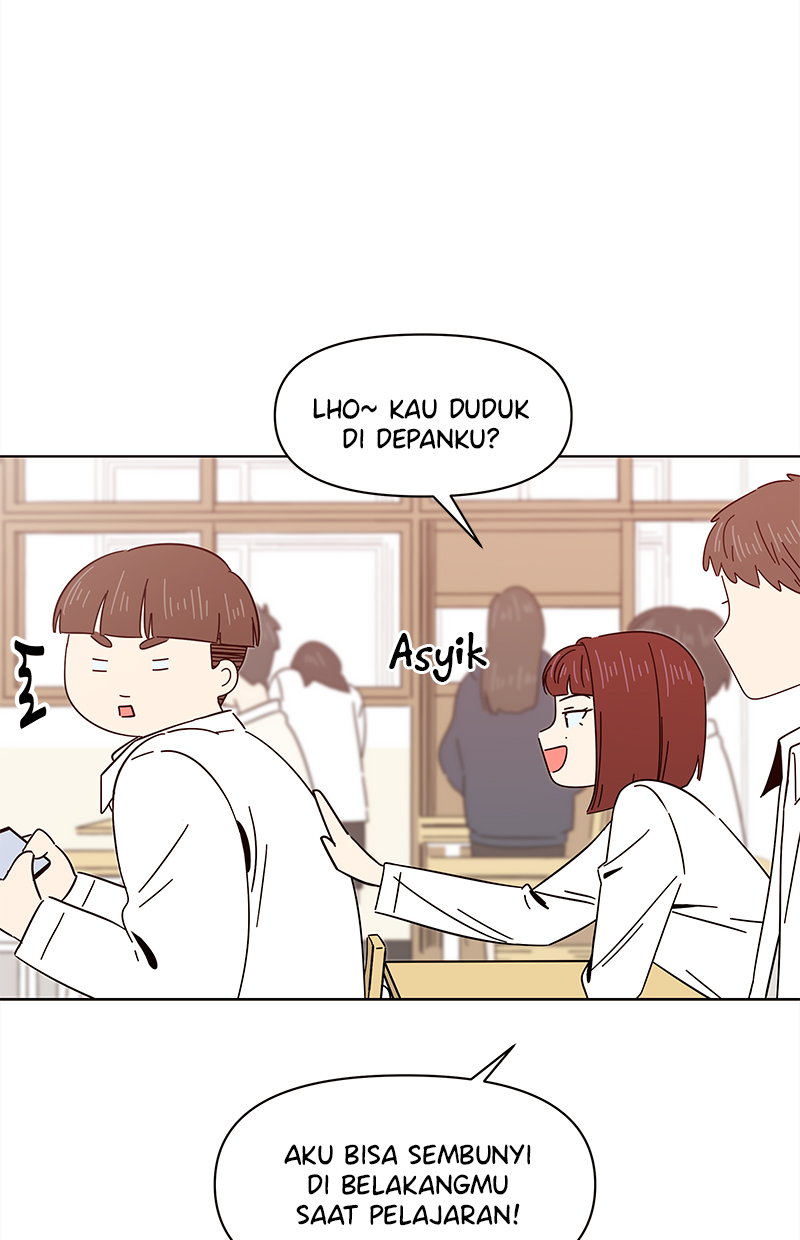 LHO~ KAU DUDUK
DI DEPANKU?
Asyik
AKU BISA SEMBUNYI
DI BELAKANGMU
SAAT PELAJARAN!